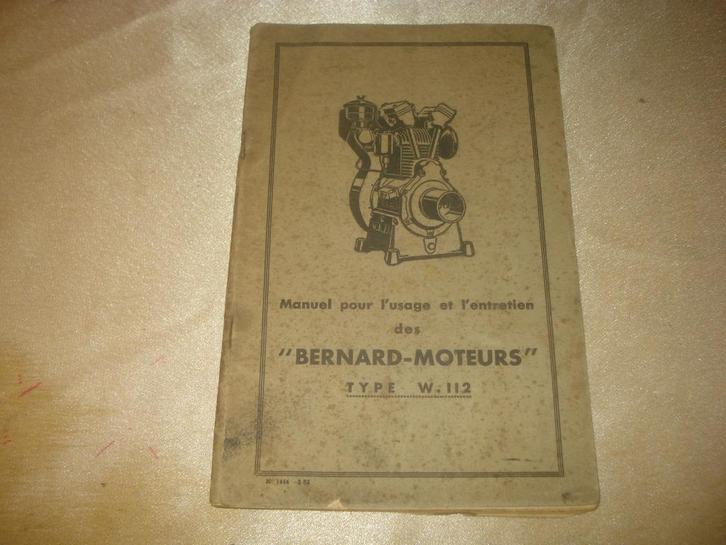 Manuel pour l'usage et l'entretien
des
"BERNARD-MOTEURS"
TYPE W.112